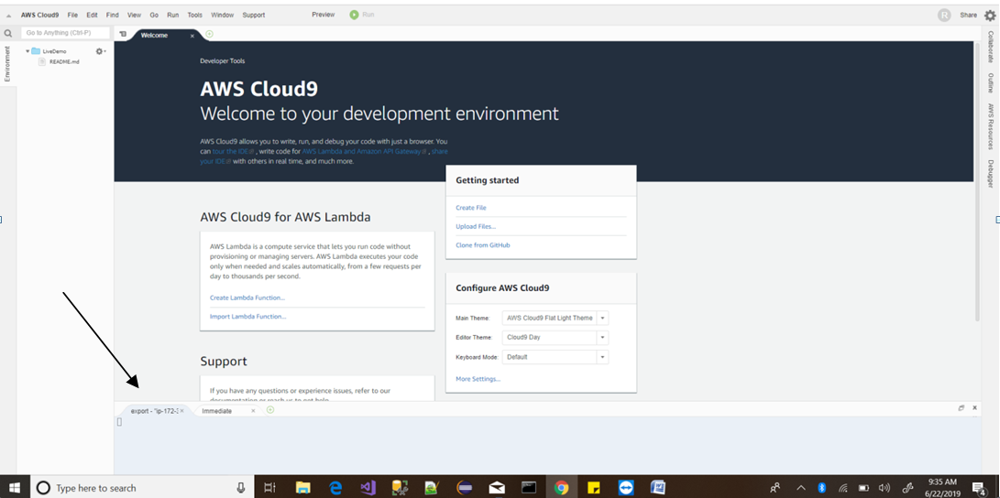 AWS Cloud9 File Edit Find View Go Run Tools Window Support Preview Run R Share
Go to Anything (Ctrl-P)
Welcome
Environment
LiveDemo
README.md
Developer Tools
AWS Cloud9
Welcome to your development environment
AWS Cloud9 allows you to write, run, and debug your code with just a browser. You
can tour the IDE, write code for AWS Lambda and Amazon API Gateway, share
your IDE with others in real time, and much more.
Getting started
Create File
Upload Files...
Clone from GitHub
AWS Cloud9 for AWS Lambda
AWS Lambda is a compute service that lets you run code without
provisioning or managing servers. AWS Lambda executes your code
only when needed and scales automatically, from a few requests per
day to thousands per second.
Create Lambda Function...
Import Lambda Function...
Configure AWS Cloud9
Main Theme: AWS Cloud9 Flat Light Theme
Editor Theme: Cloud9 Day
Keyboard Mode: Default
More Settings...
Support
If you have any questions or experience issues, refer to our
documentation or reach us to get help
Collaborate
Outline
AWS Resources
Debugger
export - "ip-172-3
Immediate
Type here to search
9:35 AM
6/22/2019
4